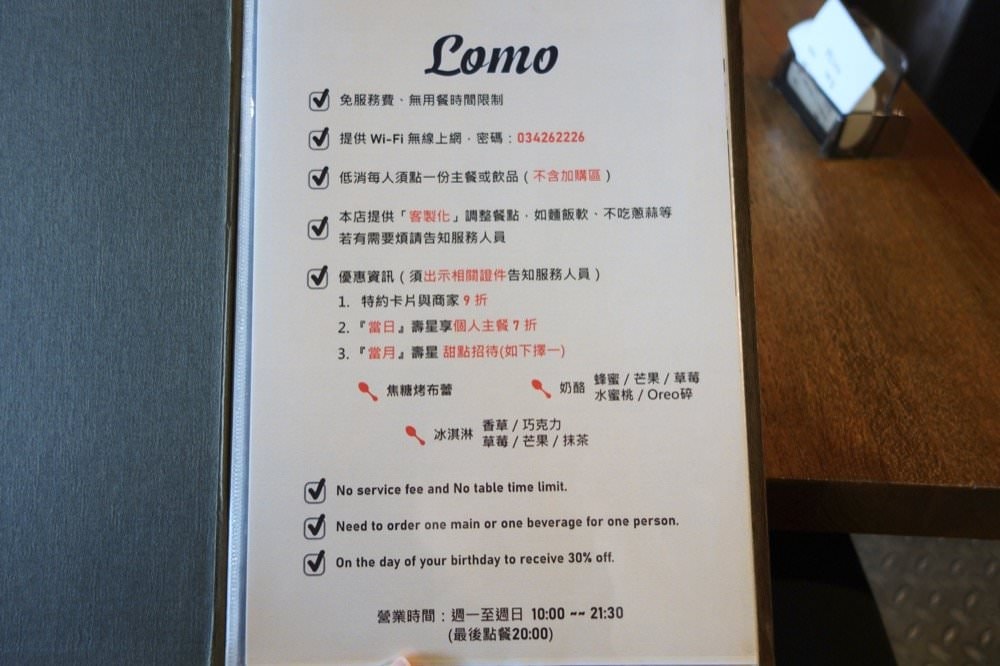 Lomo
免服務費、無用餐時間限制
提供 Wi-Fi 無線上網，密碼：034262226
低消每人須點一份主餐或飲品（不含加購區）
本店提供「客製化」調整餐點，如麵飯軟、不吃蔥蒜等
若有需要煩請告知服務人員
優惠資訊（須出示相關證件告知服務人員）
1. 特約卡片與商家 9 折
2.『當日』壽星享個人主餐 7 折
3.『當月』壽星 甜點招待(如下擇一)
焦糖烤布蕾
奶酪 蜂蜜 / 芒果 / 草莓
水蜜桃 / Oreo碎
冰淇淋 香草 / 巧克力
草莓 / 芒果 / 抹茶
No service fee and No table time limit.
Need to order one main or one beverage for one person.
On the day of your birthday to receive 30% off.
營業時間：週一至週日 10:00 ~~ 21:30
(最後點餐20:00)